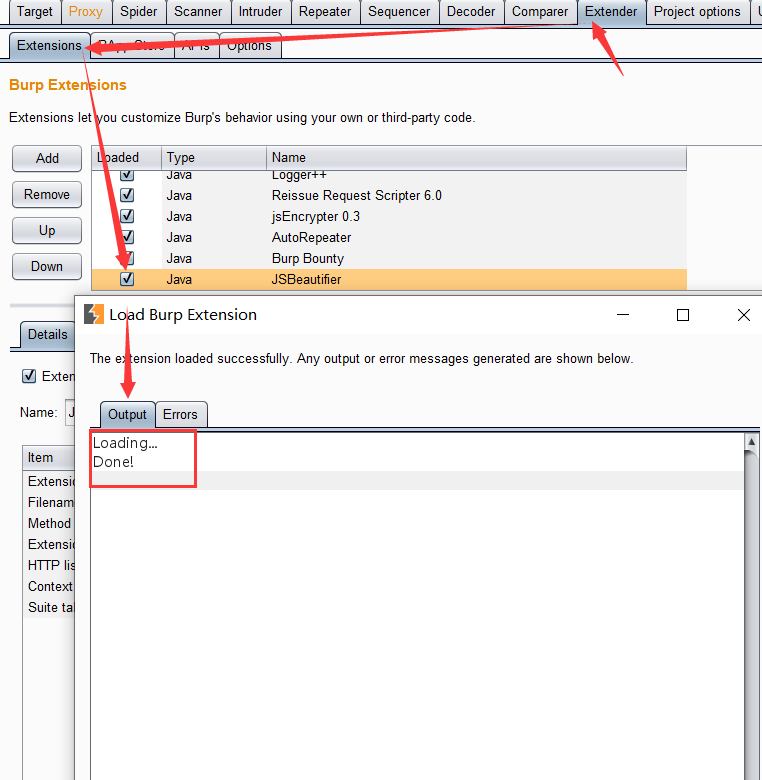 Target Proxy Spider Scanner Intruder Repeater Sequencer Decoder Comparer Extender Project options
Extensions BApp Store APIs Options
Burp Extensions
Extensions let you customize Burp's behavior using your own or third-party code.
Add
Remove
Up
Down
Loaded Type Name
Java Logger++
Java Reissue Request Scripter 6.0
Java jsEncrypter 0.3
Java AutoRepeater
Java Burp Bounty
Java JSBeautifier
Load Burp Extension
Details
The extension loaded successfully. Any output or error messages generated are shown below.
Exten
Name: J
Output Errors
Loading...
Done!
Item
Extensi
Filenam
Method
Extensi
HTTP lis
Context
Suite ta